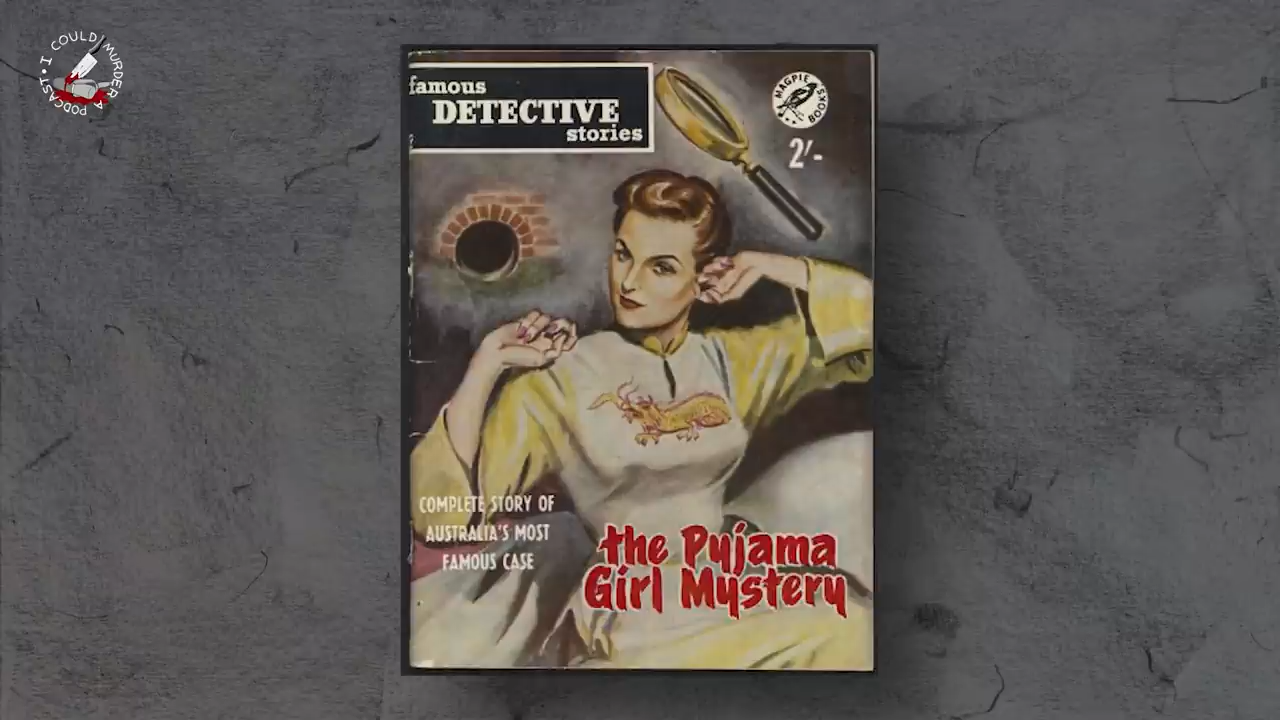 I COULD MURDER A PODCAST
famous
DETECTIVE
stories
MAGPIE
BOOKS
2/-
COMPLETE STORY OF
AUSTRALIA'S MOST
FAMOUS CASE
the Pyjama
Girl Mystery